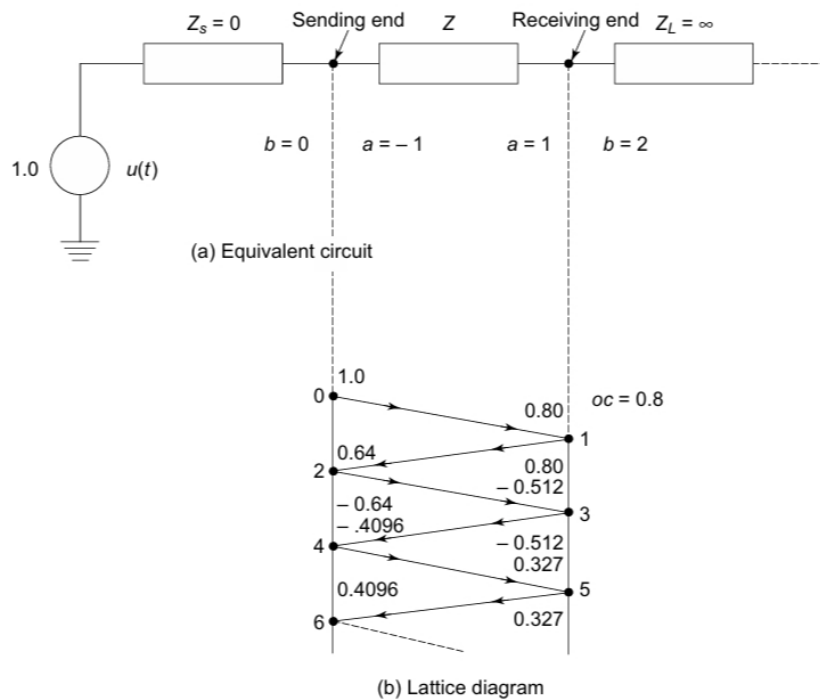 Z_s = 0 Sending end Z Receiving end Z_L = ∞
b = 0 a = – 1 a = 1 b = 2
1.0 u(t)
(a) Equivalent circuit
1.0
0 0.80 oc = 0.8
1
0.64 0.80
2 – 0.512
– 0.64 3
– .4096
4 – 0.512
0.327
0.4096 5
6 0.327
(b) Lattice diagram